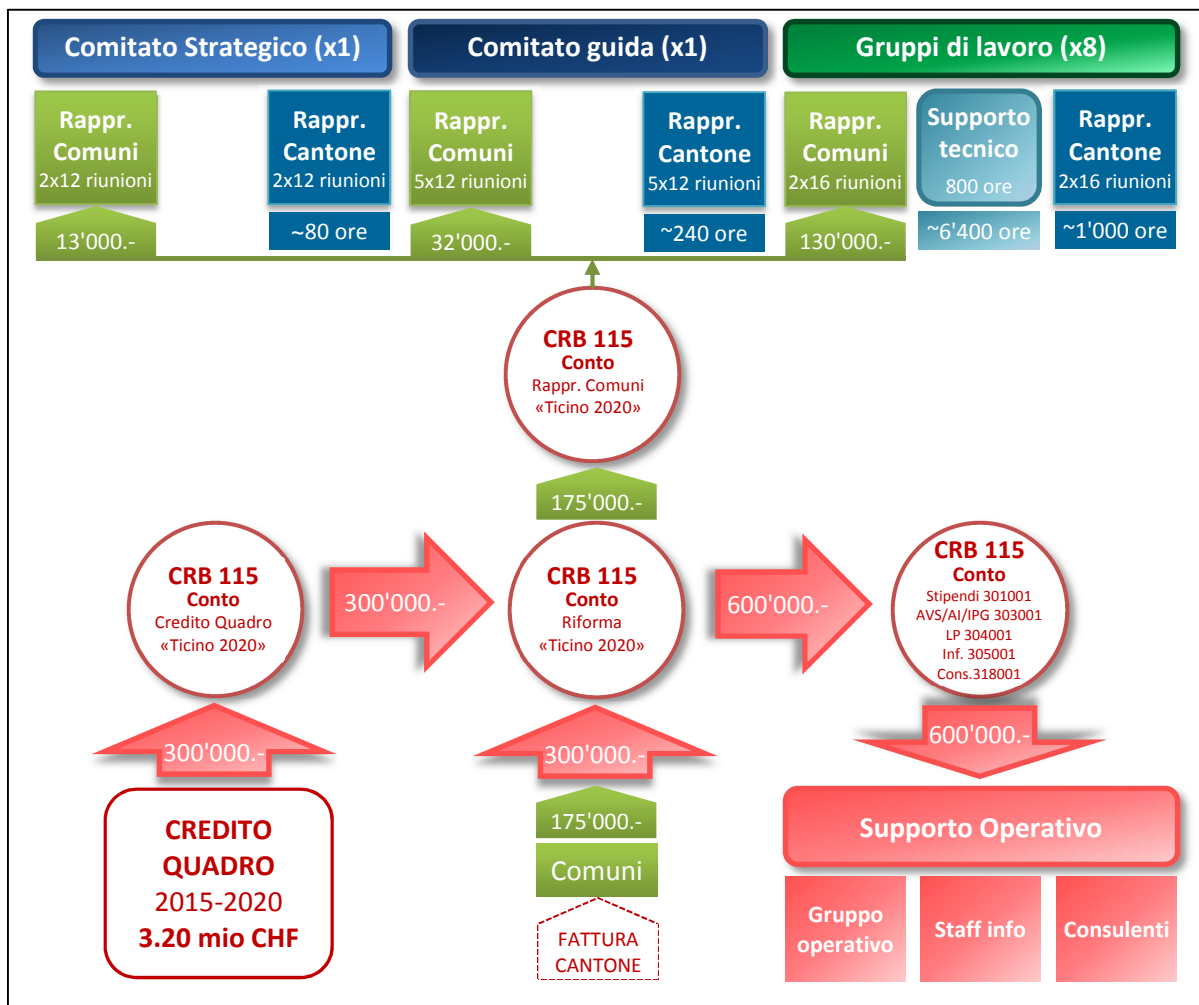 Comitato Strategico (x1)
Comitato guida (x1)
Gruppi di lavoro (x8)
Rappr.
Comuni
2x12 riunioni
Rappr.
Cantone
2x12 riunioni
Rappr.
Comuni
5x12 riunioni
Rappr.
Cantone
5x12 riunioni
Rappr.
Comuni
2x16 riunioni
Supporto
tecnico
800 ore
Rappr.
Cantone
2x16 riunioni
13'000.-
~80 ore
32'000.-
~240 ore
130'000.-
~6'400 ore
~1'000 ore
CRB 115
Conto
Rappr. Comuni
«Ticino 2020»
175'000.-
CRB 115
Conto
Credito Quadro
«Ticino 2020»
300'000.-
CRB 115
Conto
Riforma
«Ticino 2020»
600'000.-
CRB 115
Conto
Stipendi 301001
AVS/AI/IPG 303001
LP 304001
Inf. 305001
Cons.318001
300'000.-
300'000.-
600'000.-
CREDITO
QUADRO
2015-2020
3.20 mio CHF
175'000.-
Comuni
FATTURA
CANTONE
Supporto Operativo
Gruppo
operativo
Staff info
Consulenti